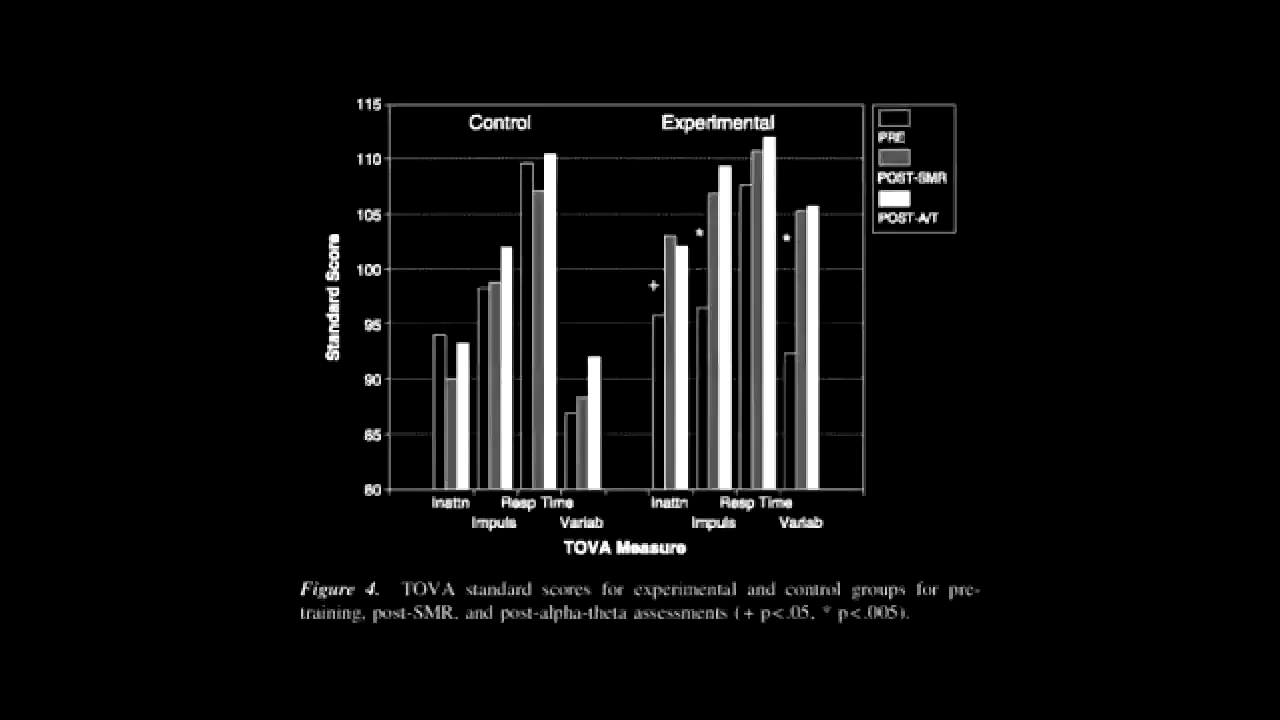 115
Control
Experimental
110
105
100
95
90
85
80
Standard Score
PRE
POST-SMR
POST-A/T
+
*
*
Inattn
Resp Time
Inattn
Resp Time
Impuls
Variab
Impuls
Variab
TOVA Measure
Figure 4. TOVA standard scores for experimental and control groups for pre-
training, post-SMR, and post-alpha-theta assessments (+ p<.05, * p<.005).